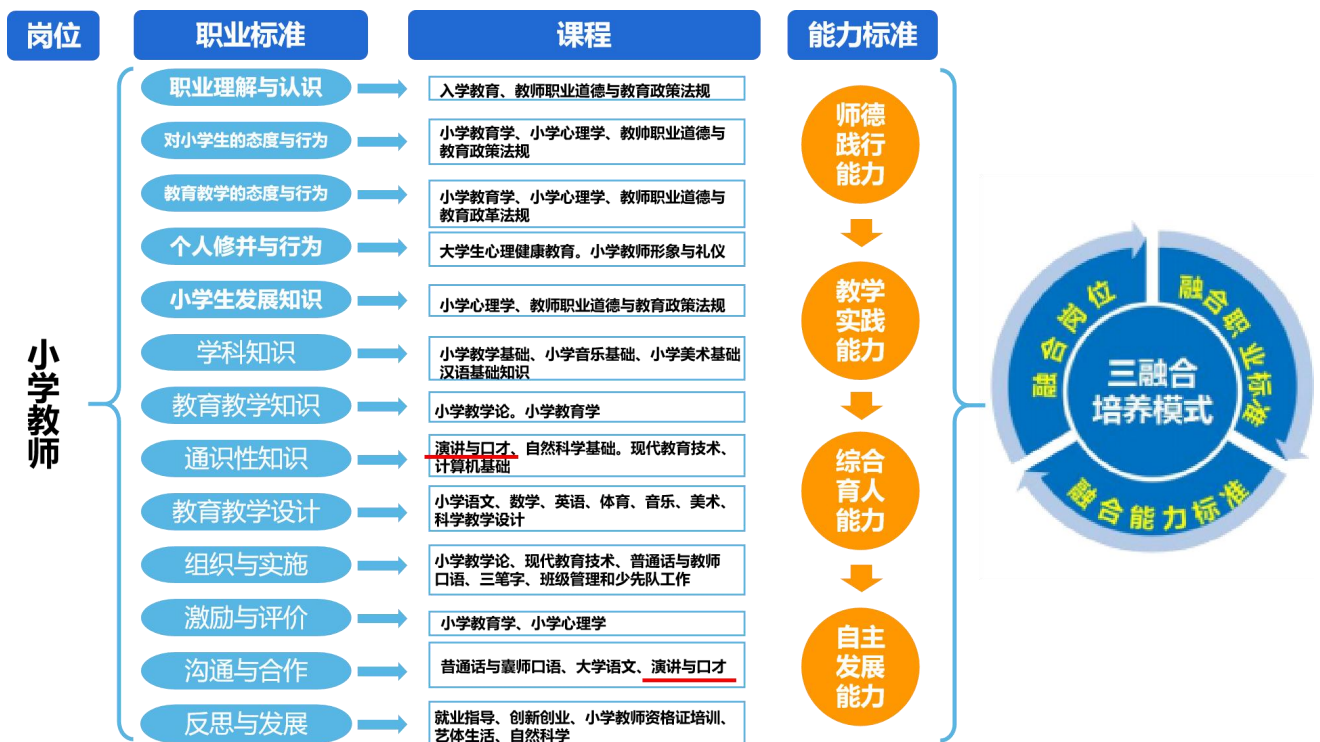 岗位 职业标准 课程 能力标准
小学教师
职业理解与认识
入学教育、教师职业道德与教育政策法规
对小学生的态度与行为
小学教育学、小学心理学、教帅职业道德与
教育政策法规
教育教学的态度与行为
小学教育学、小学心理学、教师职业道德与
教育政革法规
个人修并与行为
大学生心理健康教育。小学教师形象与礼仪
小学生发展知识
小学心理学、教师职业道德与教育政策法规
学科知识
小学教学基础、小学音乐基础、小学美术基础
汉语基础知识
教育教学知识
小学教学论。小学教育学
通识性知识
演讲与口才、自然科学基础。现代教育技术、
计算机基础
教育教学设计
小学语文、数学、英语、体育、音乐、美术、
科学教学设计
组织与实施
小学教学论、现代教育技术、普通话与教师
口语、三笔字、班级管理和少先队工作
激励与评价
小学教育学、小学心理学
沟通与合作
昔通话与囊师口语、大学语文、演讲与口才
反思与发展
就业指导、创新创业、小学教师资格证培训、
艺体生活、自然科学
师德
践行
能力
教学
实践
能力
综合
育人
能力
自主
发展
能力
融合岗位
融合职业标准
融合能力标准
三融合
培养模式